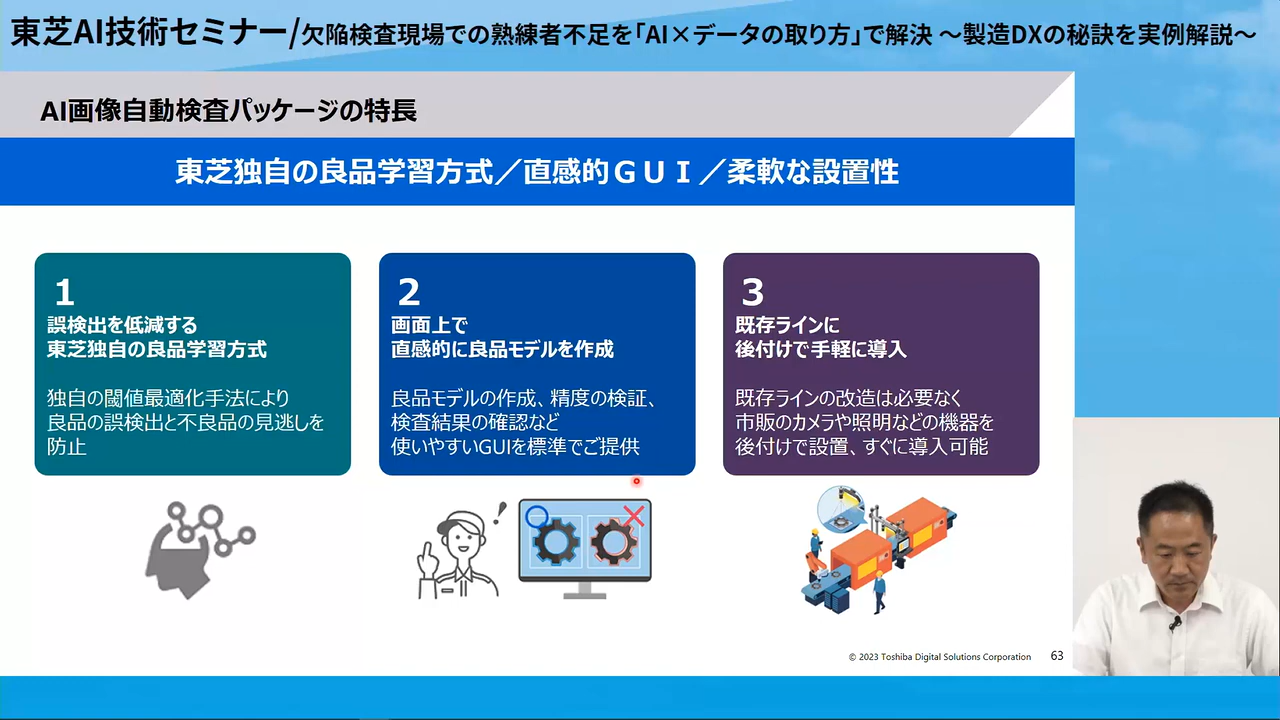 東芝AI技術セミナー/欠陥検査現場での熟練者不足を「AI×データの取り方」で解決 ～製造DXの秘訣を実例解説～
AI画像自動検査パッケージの特長
東芝独自の良品学習方式／直感的ＧＵＩ／柔軟な設置性
1
誤検出を低減する
東芝独自の良品学習方式
独自の閾値最適化手法により
良品の誤検出と不良品の見逃しを
防止
2
画面上で
直感的に良品モデルを作成
良品モデルの作成、精度の検証、
検査結果の確認など
使いやすいGUIを標準でご提供
3
既存ラインに
後付けで手軽に導入
既存ラインの改造は必要なく
市販のカメラや照明などの機器を
後付けで設置、すぐに導入可能
© 2023 Toshiba Digital Solutions Corporation
63